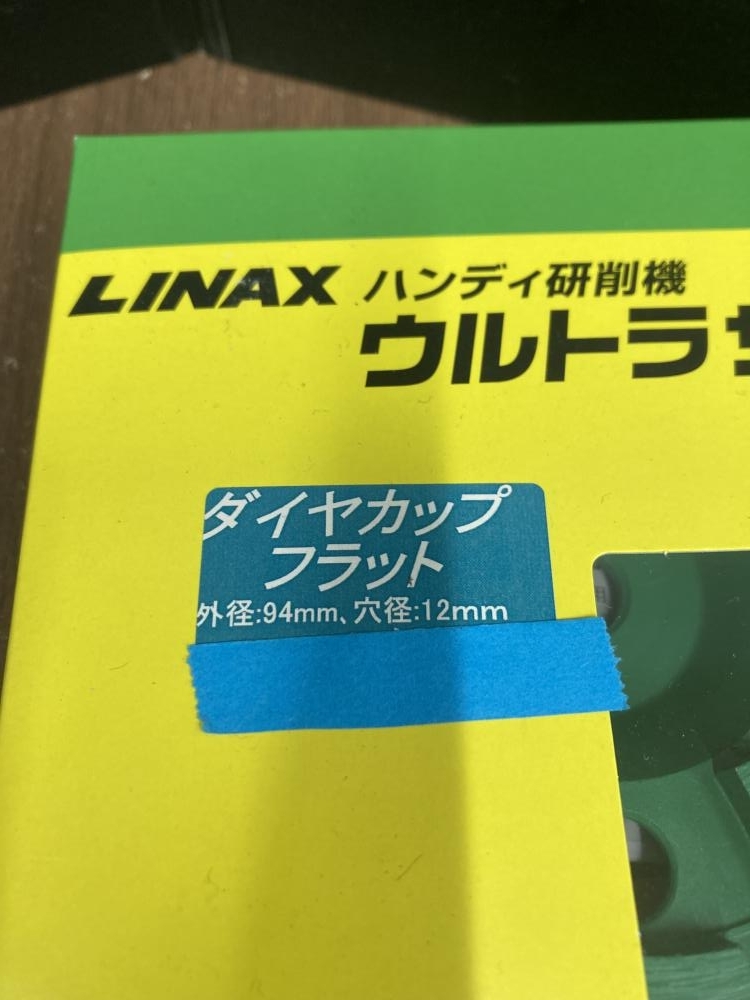 LINAX ハンディ研削機
ウルトラ
ダイヤカップ
フラット
外径:94mm、穴径:12mm